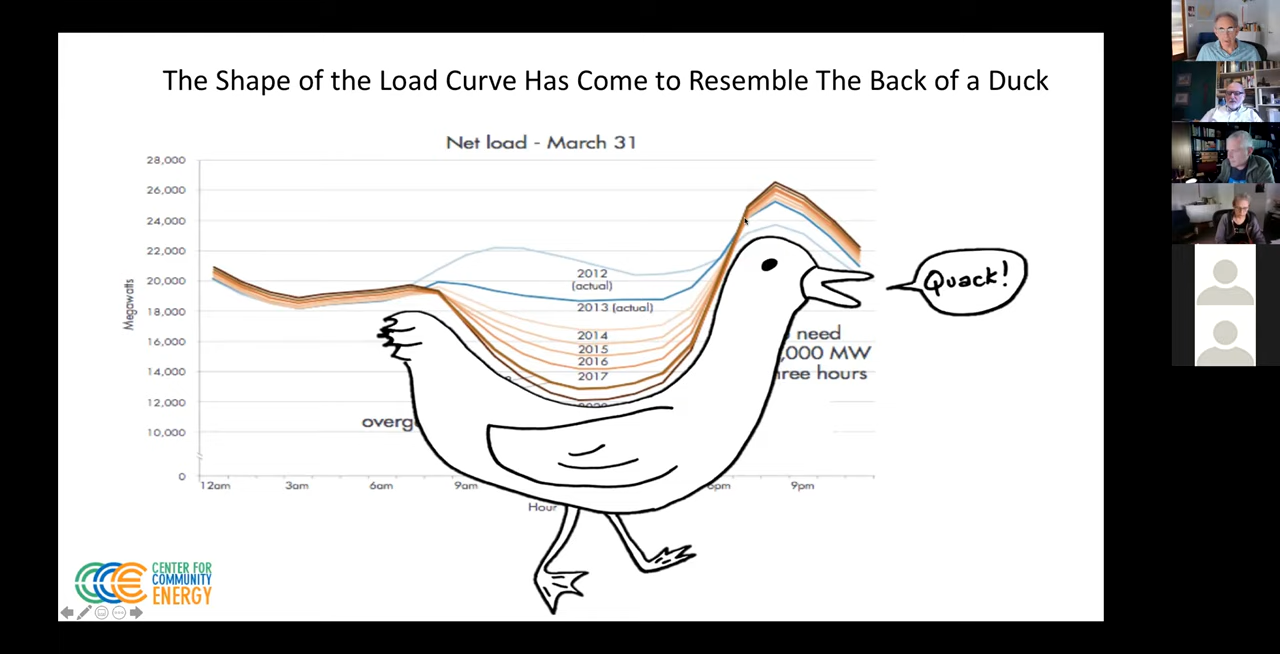 The Shape of the Load Curve Has Come to Resemble The Back of a Duck
Net load - March 31
28,000
26,000
24,000
22,000
20,000
18,000
16,000
14,000
12,000
10,000
0
Megawatts
2012
(actual)
2013 (actual)
2014
2015
2016
2017
Quack!
need
,000 MW
hours
12am
3am
6am
9am
9pm
Hour
CENTER FOR
COMMUNITY
ENERGY